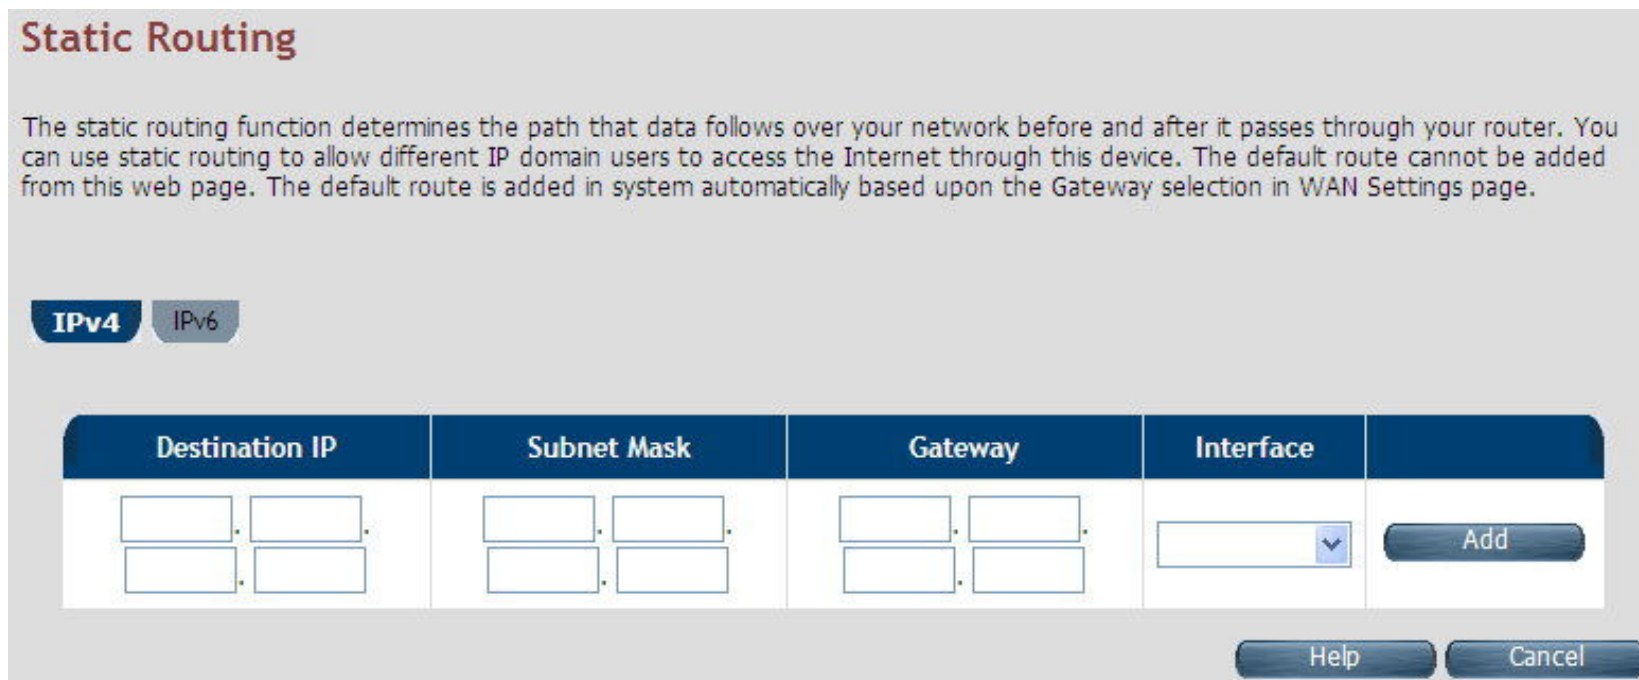 Static Routing
The static routing function determines the path that data follows over your network before and after it passes through your router. You
can use static routing to allow different IP domain users to access the Internet through this device. The default route cannot be added
from this web page. The default route is added in system automatically based upon the Gateway selection in WAN Settings page.
IPv4 IPv6
Destination IP Subnet Mask Gateway Interface
. . . . . .
Add
. . .
Help Cancel